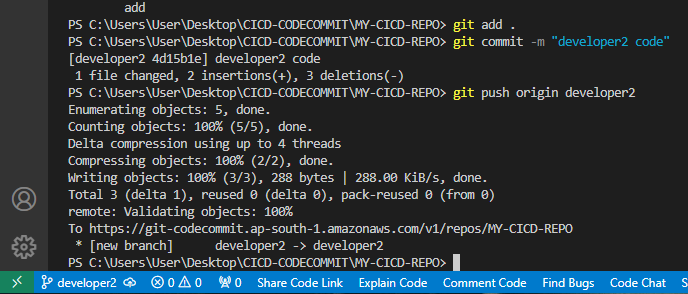 add
PS C:\Users\User\Desktop\CICD-CODECOMMIT\MY-CICD-REPO> git add .
PS C:\Users\User\Desktop\CICD-CODECOMMIT\MY-CICD-REPO> git commit -m "developer2 code"
[developer2 4d15b1e] developer2 code
1 file changed, 2 insertions(+), 3 deletions(-)
PS C:\Users\User\Desktop\CICD-CODECOMMIT\MY-CICD-REPO> git push origin developer2
Enumerating objects: 5, done.
Counting objects: 100% (5/5), done.
Delta compression using up to 4 threads
Compressing objects: 100% (2/2), done.
Writing objects: 100% (3/3), 288 bytes | 288.00 KiB/s, done.
Total 3 (delta 1), reused 0 (delta 0), pack-reused 0 (from 0)
remote: Validating objects: 100%
To https://git-codecommit.ap-south-1.amazonaws.com/v1/repos/MY-CICD-REPO
* [new branch]      developer2 -> developer2
PS C:\Users\User\Desktop\CICD-CODECOMMIT\MY-CICD-REPO>
developer2 0 0 0 Share Code Link Explain Code Comment Code Find Bugs Code Chat S